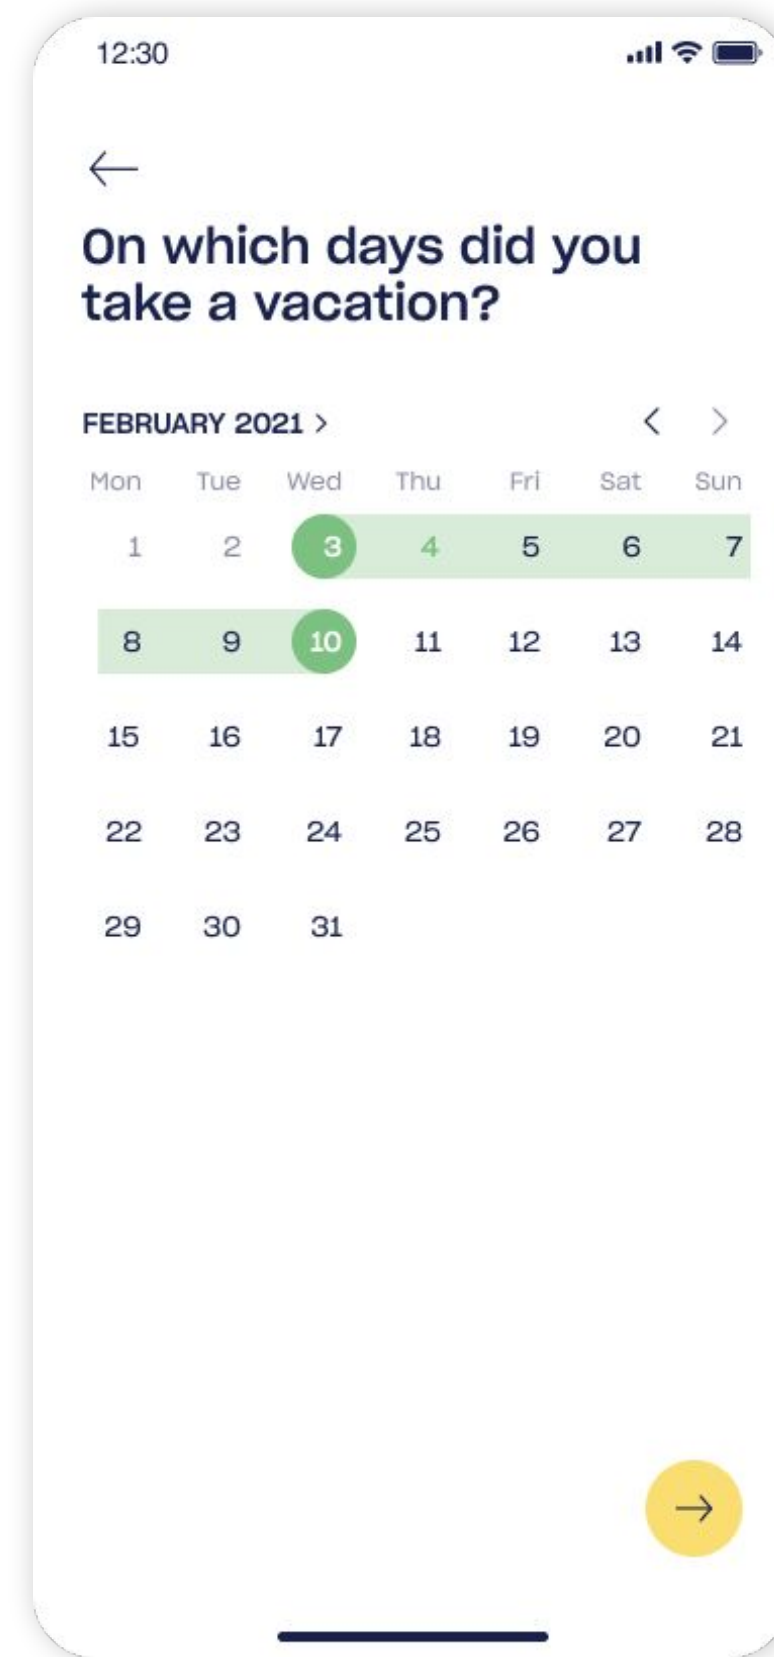 12:30
On which days did you
take a vacation?
FEBRUARY 2021 >
Mon Tue Wed Thu Fri Sat Sun
1 2 3 4 5 6 7
8 9 10 11 12 13 14
15 16 17 18 19 20 21
22 23 24 25 26 27 28
29 30 31